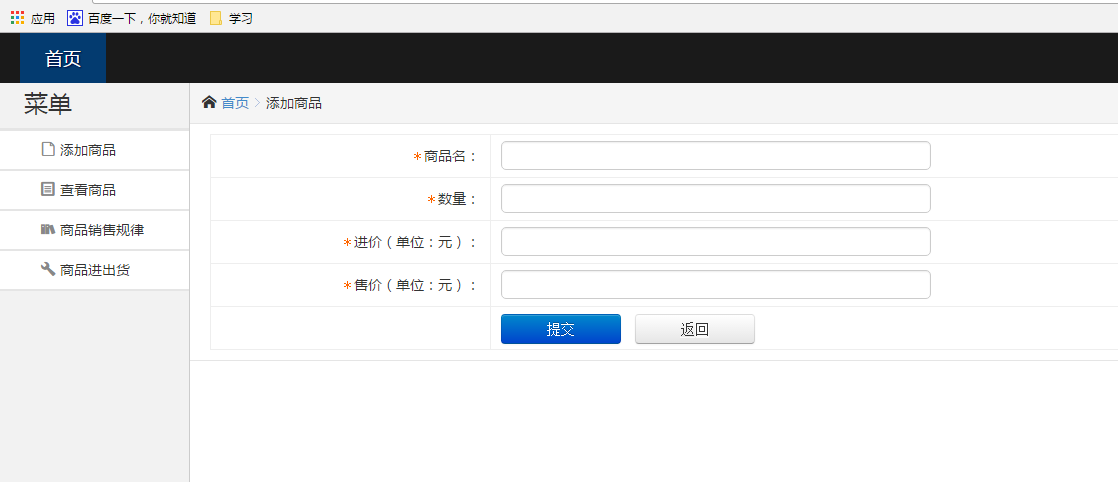 应用 百度一下，你就知道 学习
首页
菜单
首页 添加商品
添加商品
查看商品
商品销售规律
商品进出货
*商品名：
*数量：
*进价（单位：元）：
*售价（单位：元）：
提交 返回